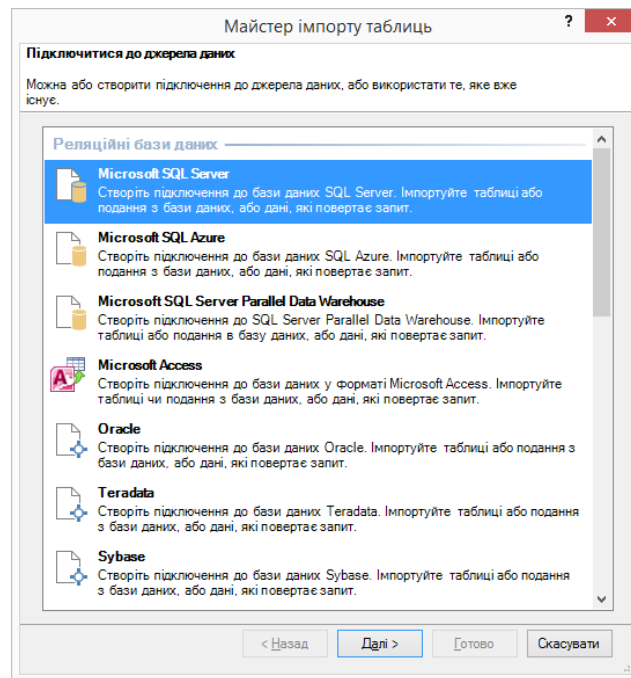 Майстер імпорту таблиць
?
×
Підключитися до джерела даних
Можна або створити підключення до джерела даних, або використати те, яке вже
існує.
Реляційні бази даних
Microsoft SQL Server
Створіть підключення до бази даних SQL Server. Імпортуйте таблиці або
подання з бази даних, або дані, які повертає запит.
Microsoft SQL Azure
Створіть підключення до бази даних SQL Azure. Імпортуйте таблиці або
подання з бази даних, або дані, які повертає запит.
Microsoft SQL Server Parallel Data Warehouse
Створіть підключення до SQL Server Parallel Data Warehouse. Імпортуйте
таблиці або подання в базу даних, або дані, які повертає запит.
Microsoft Access
Створіть підключення до бази даних у форматі Microsoft Access. Імпортуйте
таблиці чи подання з бази даних, або дані, які повертає запит.
Oracle
Створіть підключення до бази даних Oracle. Імпортуйте таблиці або подання з
бази даних, або дані, які повертає запит.
Teradata
Створіть підключення до бази даних Teradata. Імпортуйте таблиці або подання
з бази даних, або дані, які повертає запит.
Sybase
Створіть підключення до бази даних Sybase. Імпортуйте таблиці або подання
з бази даних, або дані, які повертає запит.
< Назад
Далі >
Готово
Скасувати